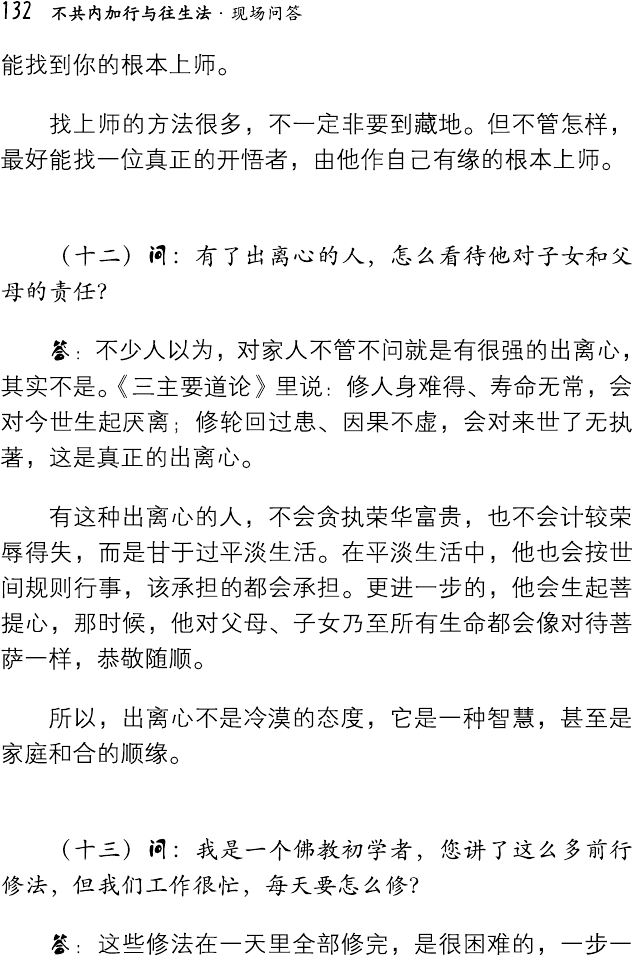 132 不共内加行与往生法·现场问答
能找到你的根本上师。
找上师的方法很多，不一定非要到藏地。但不管怎样，
最好能找一位真正的开悟者，由他作自己有缘的根本上师。
（十二）问：有了出离心的人，怎么看待他对子女和父
母的责任？
答：不少人以为，对家人不管不问就是有很强的出离心，
其实不是。《三主要道论》里说：修人身难得、寿命无常，会
对今世生起厌离；修轮回过患、因果不虚，会对来世了无执
著，这是真正的出离心。
有这种出离心的人，不会贪执荣华富贵，也不会计较荣
辱得失，而是甘于过平淡生活。在平淡生活中，他也会按世
间规则行事，该承担的都会承担。更进一步的，他会生起菩
提心，那时候，他对父母、子女乃至所有生命都会像对待菩
萨一样，恭敬随顺。
所以，出离心不是冷漠的态度，它是一种智慧，甚至是
家庭和合的顺缘。
（十三）问：我是一个佛教初学者，您讲了这么多前行
修法，但我们工作很忙，每天要怎么修？
答：这些修法在一天里全部修完，是很困难的，一步一